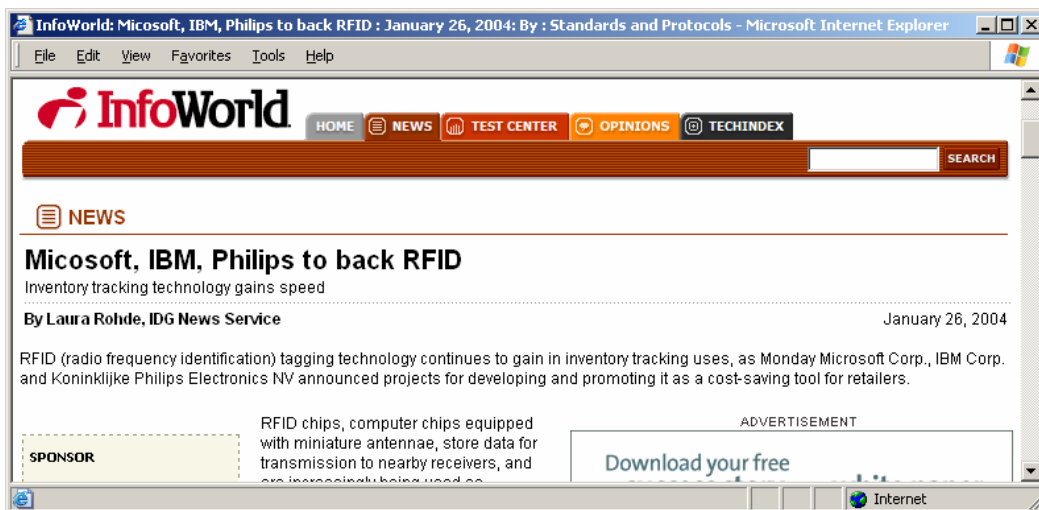 InfoWorld: Micosoft, IBM, Philips to back RFID : January 26, 2004: By : Standards and Protocols - Microsoft Internet Explorer
File Edit View Favorites Tools Help
InfoWorld HOME NEWS TEST CENTER OPINIONS TECHINDEX
SEARCH
NEWS
Micosoft, IBM, Philips to back RFID
Inventory tracking technology gains speed
By Laura Rohde, IDG News Service January 26, 2004
RFID (radio frequency identification) tagging technology continues to gain in inventory tracking uses, as Monday Microsoft Corp., IBM Corp.
and Koninklijke Philips Electronics NV announced projects for developing and promoting it as a cost-saving tool for retailers.
SPONSOR
RFID chips, computer chips equipped
with miniature antennae, store data for
transmission to nearby receivers, and
are increasingly being used as
ADVERTISEMENT
Download your free
Internet